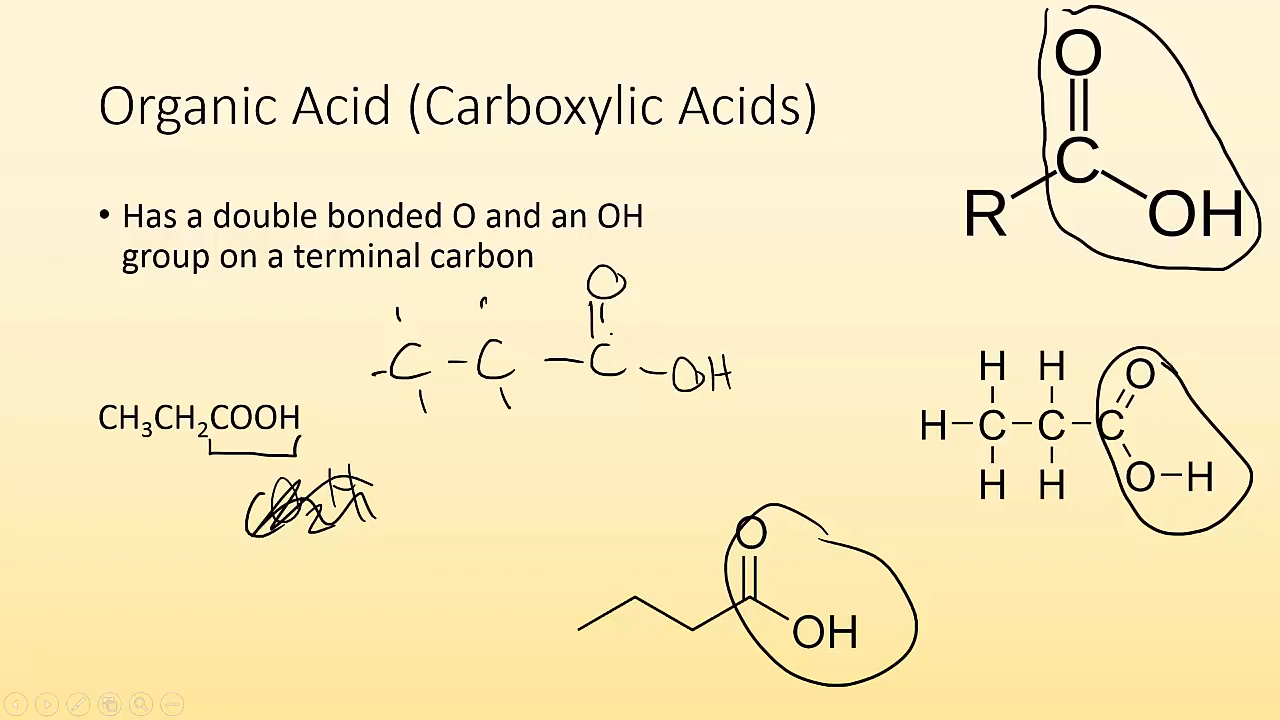 Organic Acid (Carboxylic Acids)
• Has a double bonded O and an OH
group on a terminal carbon
O
C
R
OH
O
C - C - C - OH
CH₃CH₂COOH
H H O
H-C-C-C
H H O-H
O
OH